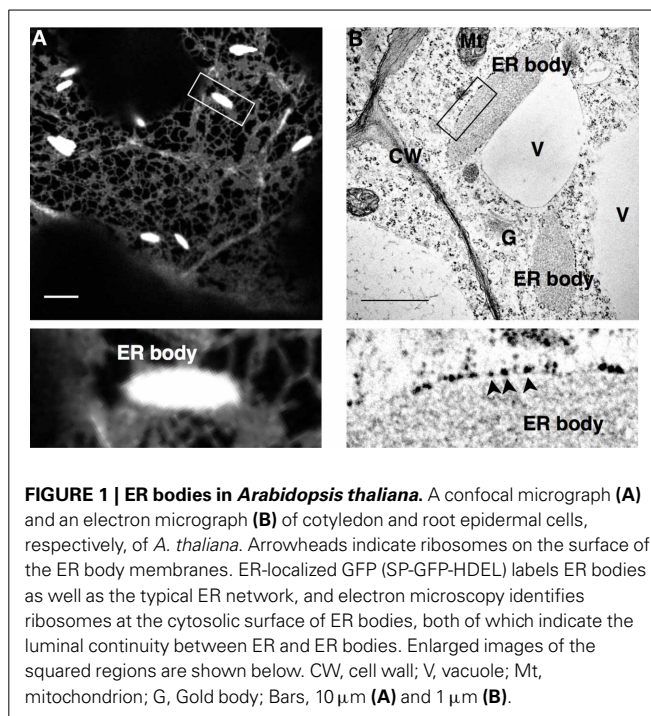 A
B
Mt
ER body
CW
V
V
G
ER body
ER body
ER body
FIGURE 1 | ER bodies in Arabidopsis thaliana. A confocal micrograph (A)
and an electron micrograph (B) of cotyledon and root epidermal cells,
respectively, of A. thaliana. Arrowheads indicate ribosomes on the surface of
the ER body membranes. ER-localized GFP (SP-GFP-HDEL) labels ER bodies
as well as the typical ER network, and electron microscopy identifies
ribosomes at the cytosolic surface of ER bodies, both of which indicate the
luminal continuity between ER and ER bodies. Enlarged images of the
squared regions are shown below. CW, cell wall; V, vacuole; Mt,
mitochondrion; G, Gold body; Bars, 10 μm (A) and 1 μm (B).